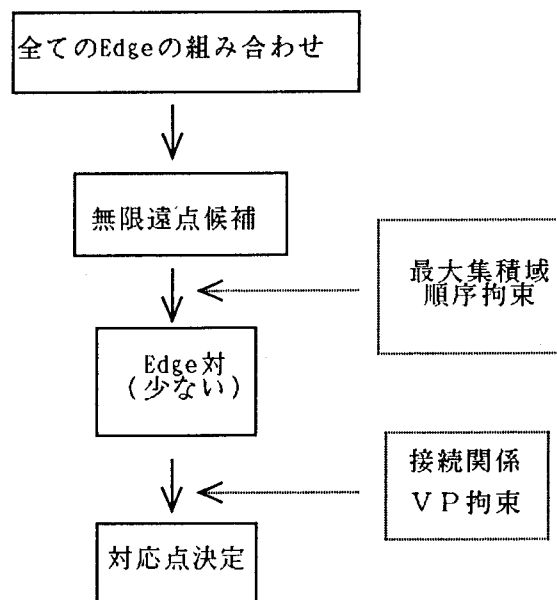 全てのEdgeの組み合わせ
無限遠点候補
最大集積域
順序拘束
Edge対
(少ない)
接続関係
VP拘束
対応点決定